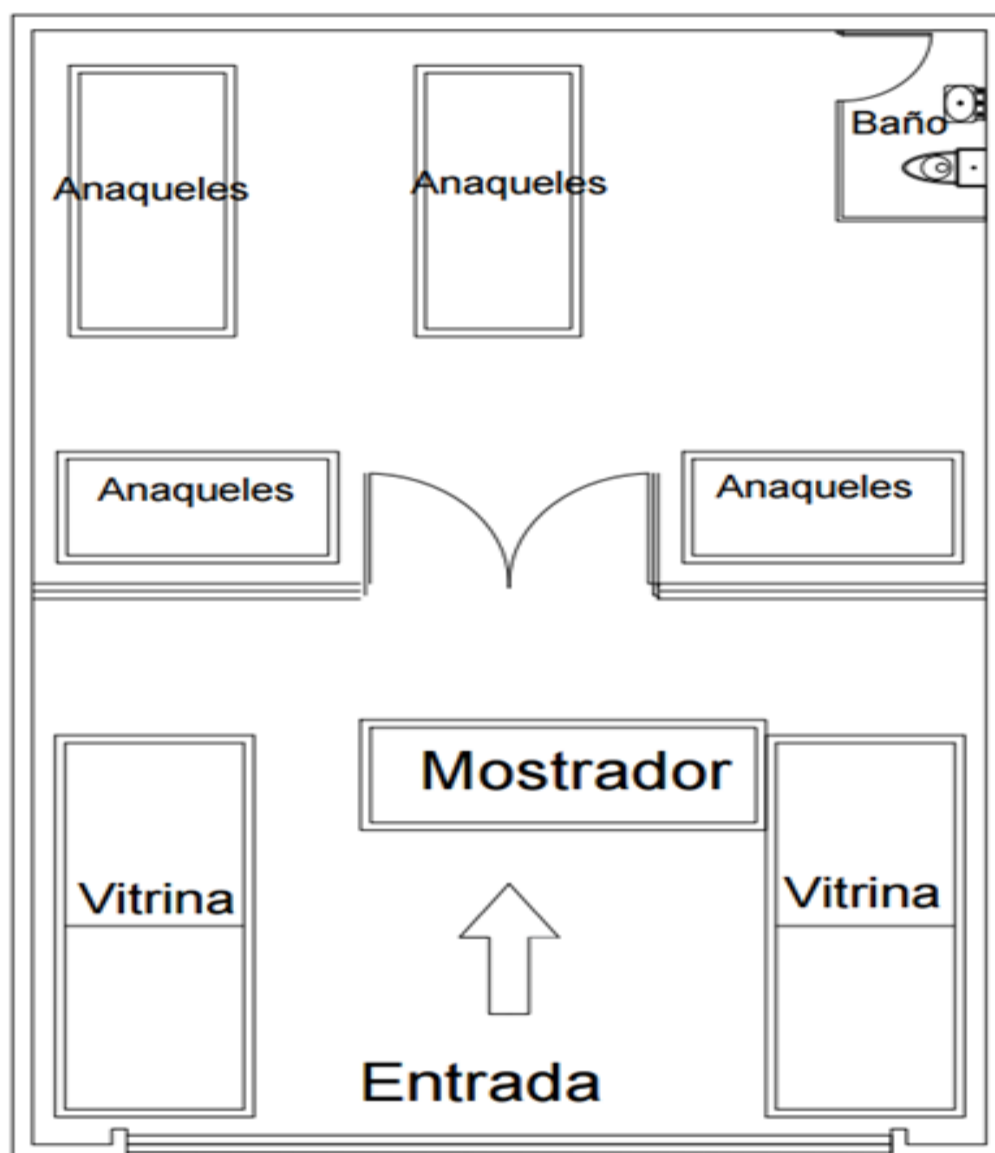 Baño
Anaqueles
Anaqueles
Anaqueles
Anaqueles
Mostrador
Vitrina
Vitrina
Entrada